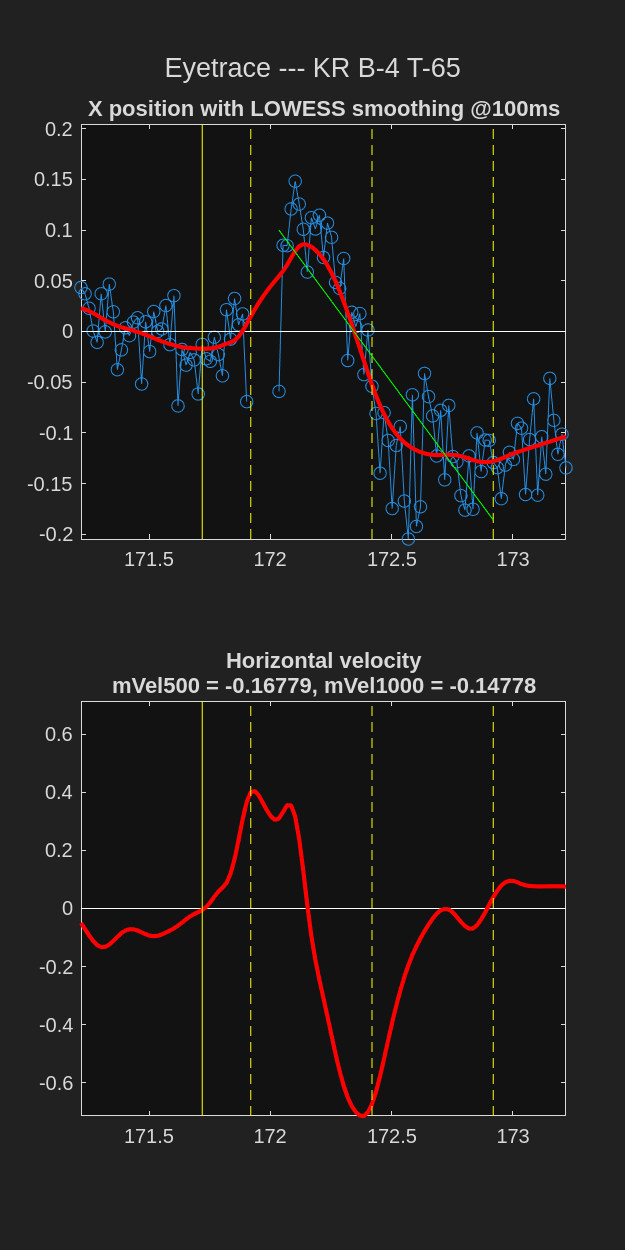 Eyetrace --- KR B-4 T-65
X position with LOWESS smoothing @100ms
0.2
0.15
0.1
0.05
0
-0.05
-0.1
-0.15
-0.2
171.5 172 172.5 173
Horizontal velocity
mVel500 = -0.16779, mVel1000 = -0.14778
0.6
0.4
0.2
0
-0.2
-0.4
-0.6
171.5 172 172.5 173